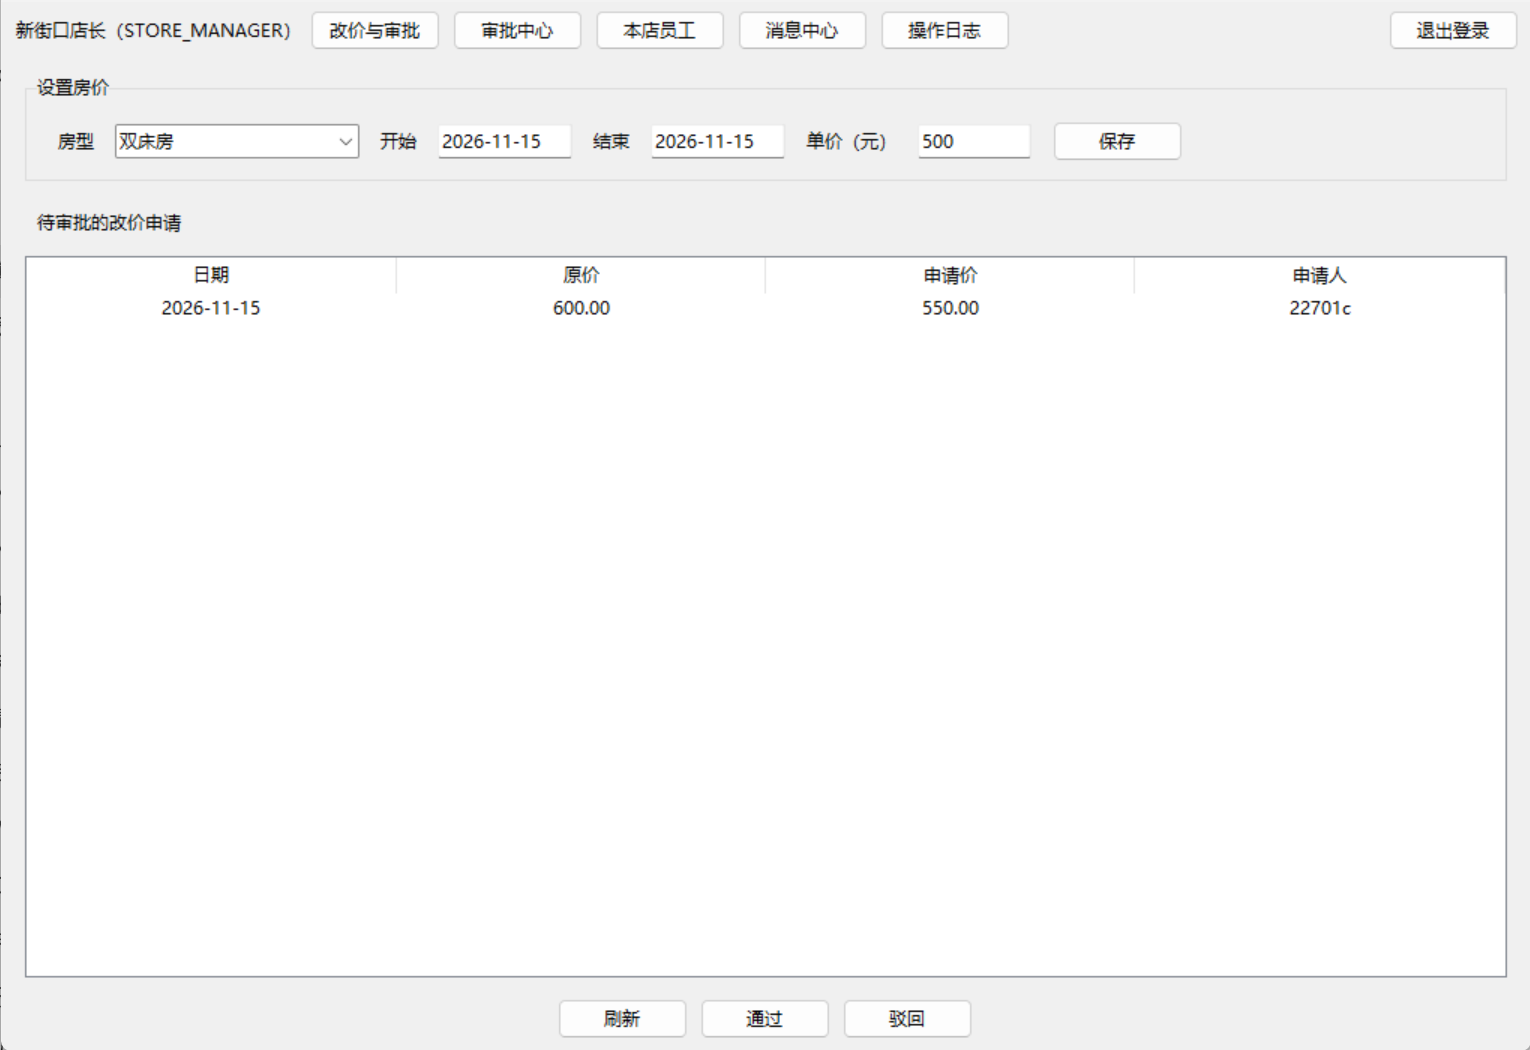 新街口店长（STORE_MANAGER） 改价与审批 审批中心 本店员工 消息中心 操作日志 退出登录
设置房价
房型 双床房 开始 2026-11-15 结束 2026-11-15 单价（元） 500 保存
待审批的改价申请
日期 原价 申请价 申请人
2026-11-15 600.00 550.00 22701c
刷新 通过 驳回